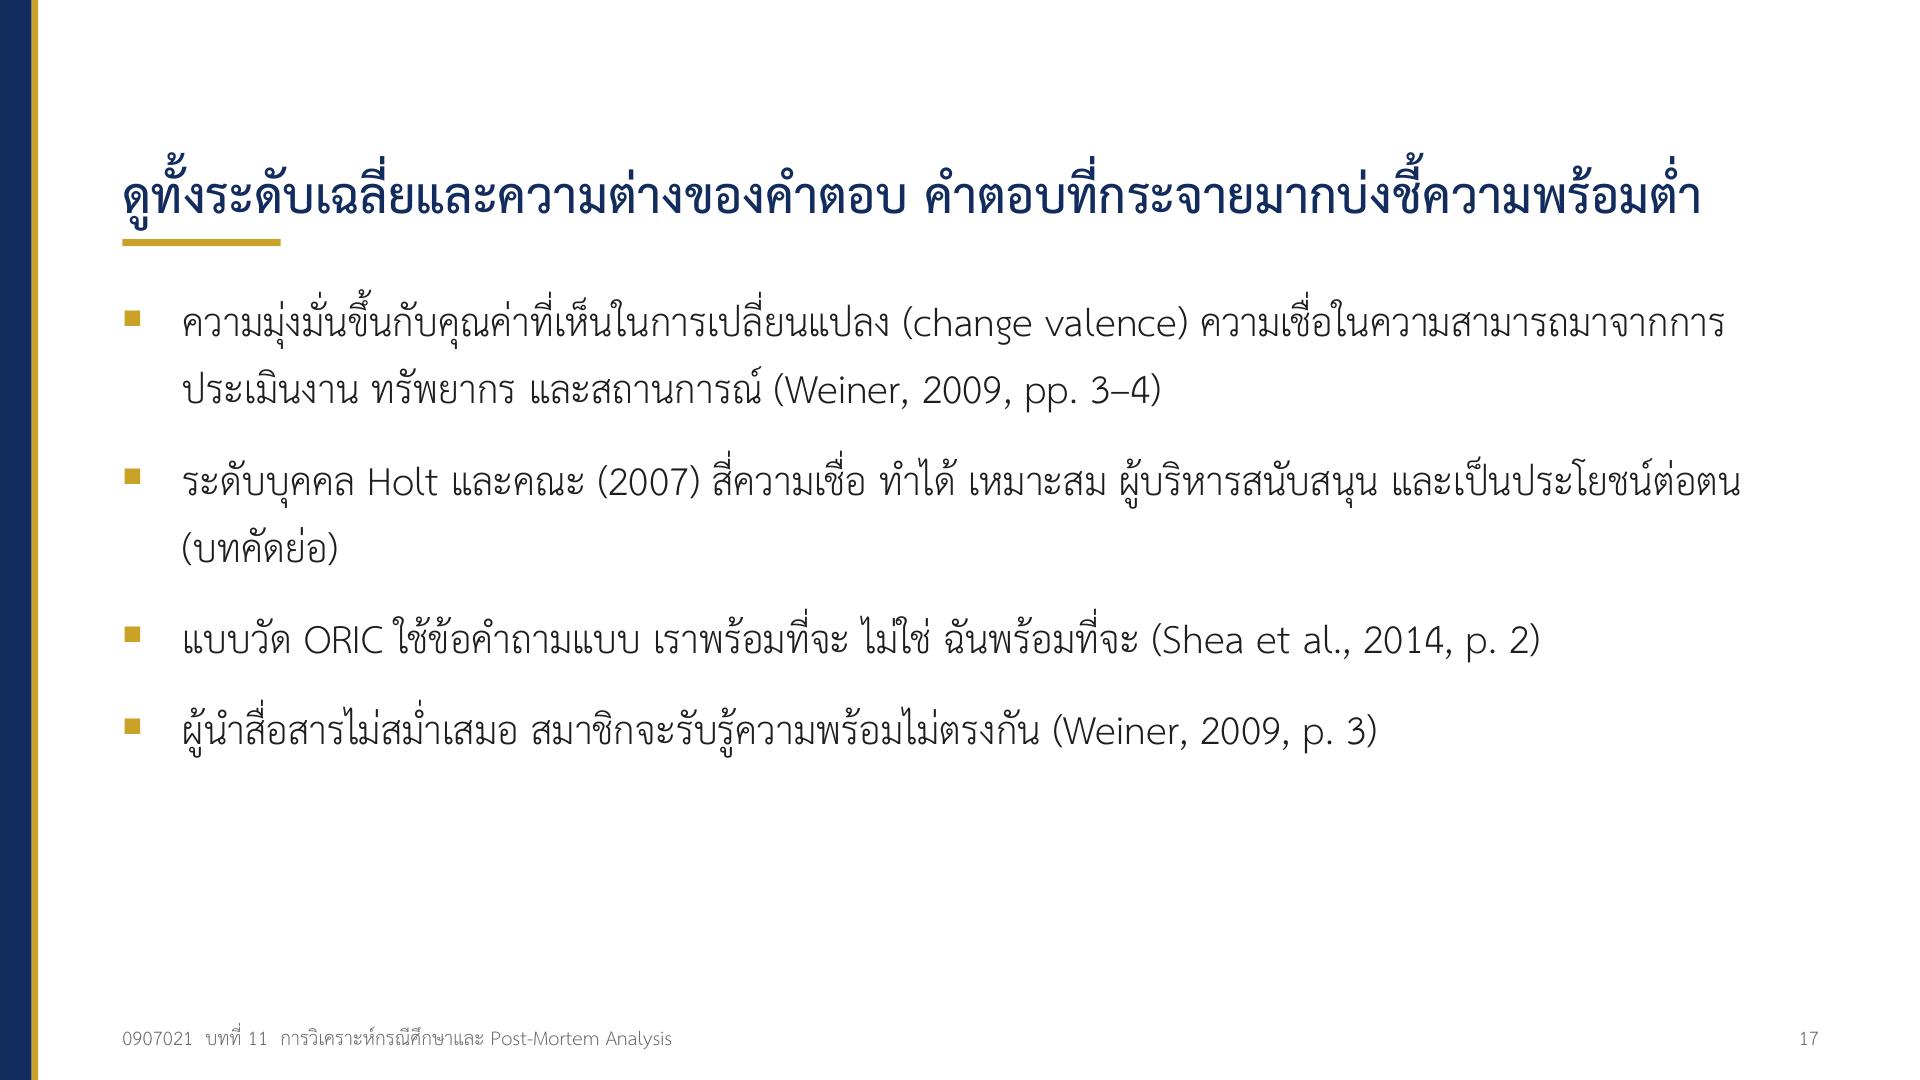 ดูทั้งระดับเฉลี่ยและความต่างของคำตอบ คำตอบที่กระจายมากบ่งชี้ความพร้อมต่ำ
ความมุ่งมั่นขึ้นกับคุณค่าที่เห็นในการเปลี่ยนแปลง (change valence) ความเชื่อในความสามารถมาจากการ
ประเมินงาน ทรัพยากร และสถานการณ์ (Weiner, 2009, pp. 3–4)
ระดับบุคคล Holt และคณะ (2007) สี่ความเชื่อ ทำได้ เหมาะสม ผู้บริหารสนับสนุน และเป็นประโยชน์ต่อตน
(บทคัดย่อ)
แบบวัด ORIC ใช้ข้อคำถามแบบ เราพร้อมที่จะ ไม่ใช่ ฉันพร้อมที่จะ (Shea et al., 2014, p. 2)
ผู้นำสื่อสารไม่สม่ำเสมอ สมาชิกจะรับรู้ความพร้อมไม่ตรงกัน (Weiner, 2009, p. 3)
0907021 บทที่ 11 การวิเคราะห์กรณีศึกษาและ Post-Mortem Analysis
17